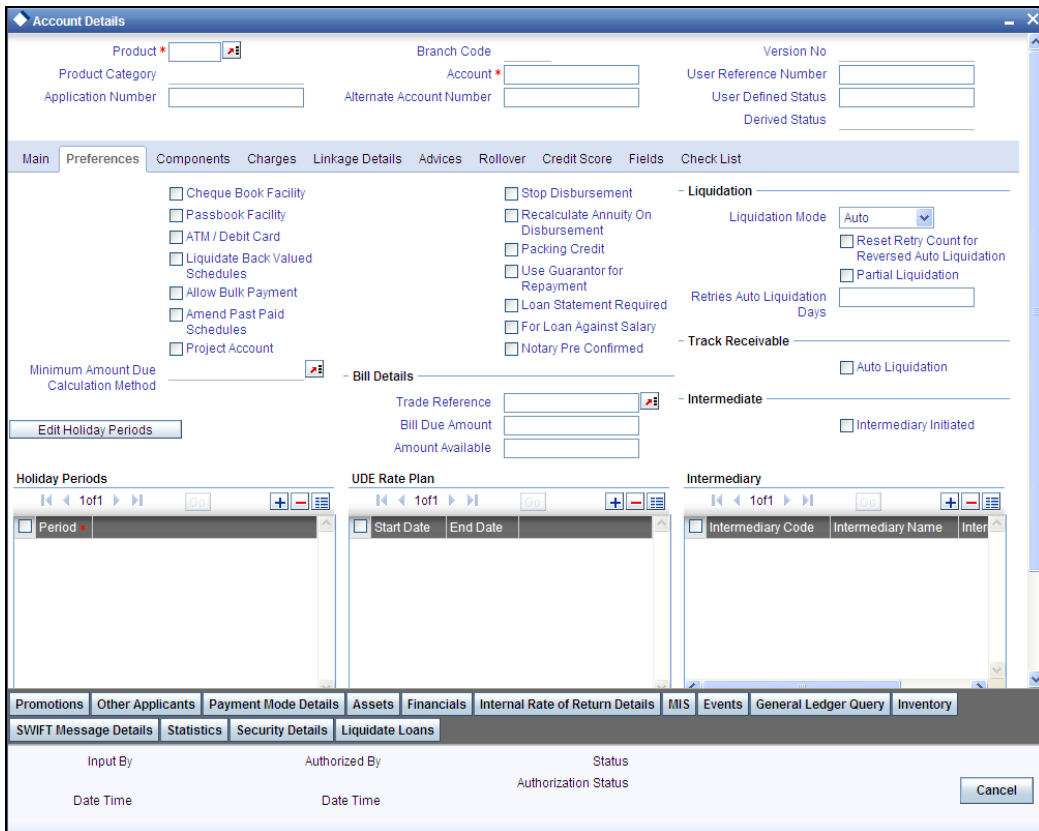 Account Details
Product * Branch Code Version No
Product Category Account * User Reference Number
Application Number Alternate Account Number User Defined Status
Derived Status
Main Preferences Components Charges Linkage Details Advices Rollover Credit Score Fields Check List
Cheque Book Facility
Passbook Facility
ATM / Debit Card
Liquidate Back Valued
Schedules
Allow Bulk Payment
Amend Past Paid
Schedules
Project Account
Minimum Amount Due
Calculation Method
Edit Holiday Periods
Stop Disbursement
Recalculate Annuity On
Disbursement
Packing Credit
Use Guarantor for
Repayment
Loan Statement Required
For Loan Against Salary
Notary Pre Confirmed
Bill Details
Trade Reference
Bill Due Amount
Amount Available
Liquidation
Liquidation Mode Auto
Reset Retry Count for
Reversed Auto Liquidation
Partial Liquidation
Retries Auto Liquidation
Days
Track Receivable
Auto Liquidation
Intermediate
Intermediary Initiated
Holiday Periods
1of1 Go
Period *
UDE Rate Plan
1of1 Go
Start Date End Date
Intermediary
1of1 Go
Intermediary Code Intermediary Name Inter
Promotions Other Applicants Payment Mode Details Assets Financials Internal Rate of Return Details MIS Events General Ledger Query Inventory
SWIFT Message Details Statistics Security Details Liquidate Loans
Input By Authorized By Status
Authorization Status
Date Time Date Time
Cancel